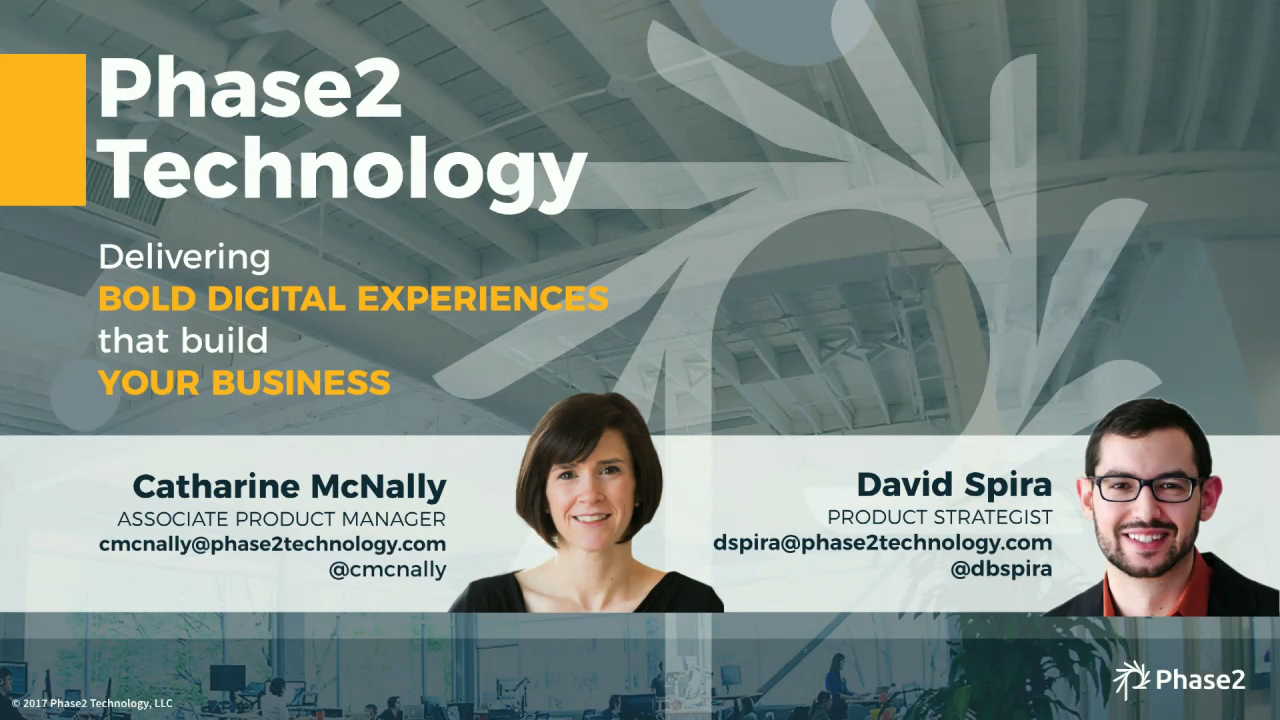 Phase2
Technology
Delivering
BOLD DIGITAL EXPERIENCES
that build
YOUR BUSINESS
Catharine McNally
ASSOCIATE PRODUCT MANAGER
cmcnally@phase2technology.com
@cmcnally
David Spira
PRODUCT STRATEGIST
dspira@phase2technology.com
@dbspira
© 2017 Phase2 Technology, LLC
Phase2